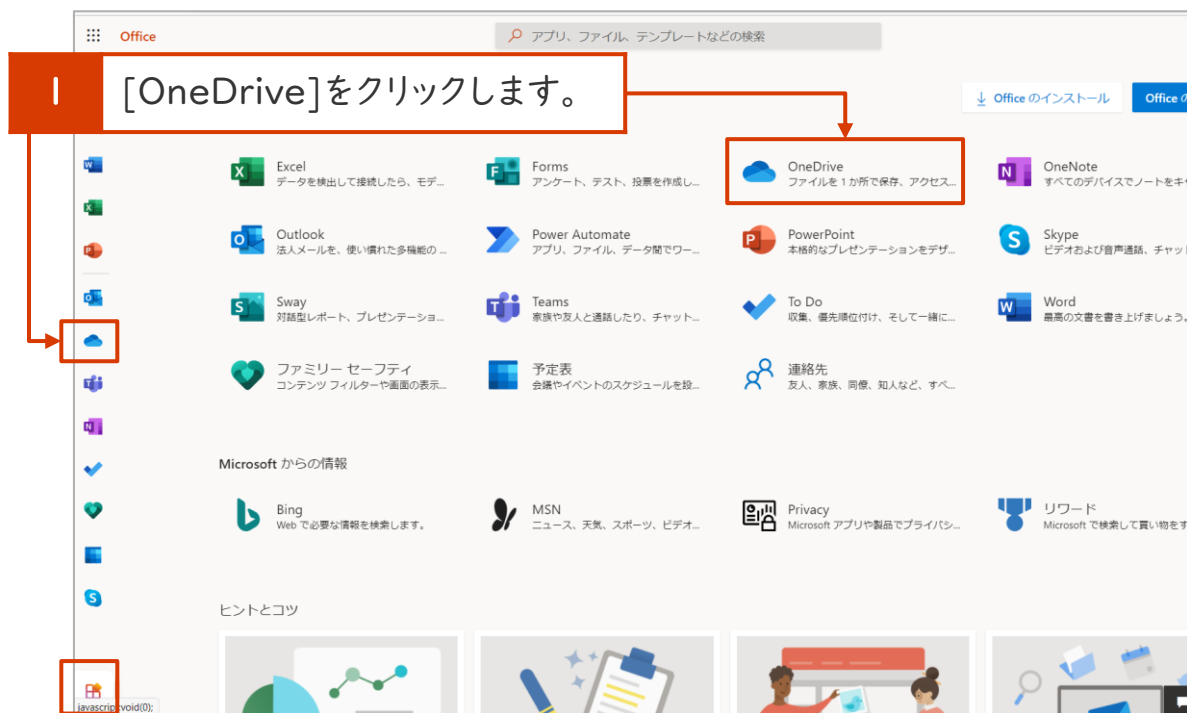 Office
アプリ、ファイル、テンプレートなどの検索
1 [OneDrive]をクリックします。
Office のインストール
Office の
Excel
データを検出して接続したら、モデ...
Forms
アンケート、テスト、投票を作成し...
OneDrive
ファイルを 1 か所で保存、アクセス...
OneNote
すべてのデバイスでノートをキャ
Outlook
法人メールを、使い慣れた多機能の ...
Power Automate
アプリ、ファイル、データ間でワー...
PowerPoint
本格的なプレゼンテーションをデザ...
Skype
ビデオおよび音声通話、チャット
Sway
対話型レポート、プレゼンテーショ...
Teams
家族や友人と通話したり、チャット...
To Do
収集、優先順位付け、そして一緒に...
Word
最高の文書を書き上げましょう。
ファミリー セーフティ
コンテンツ フィルターや画面の表示...
予定表
会議やイベントのスケジュールを設...
連絡先
友人、家族、同僚、知人など、すべ...
Microsoft からの情報
Bing
Web で必要な情報を検索します。
MSN
ニュース、天気、スポーツ、ビデオ...
Privacy
Microsoft アプリや製品でプライバシ...
リワード
Microsoft で検索して買い物をす
ヒントとコツ
javascript:void(0);